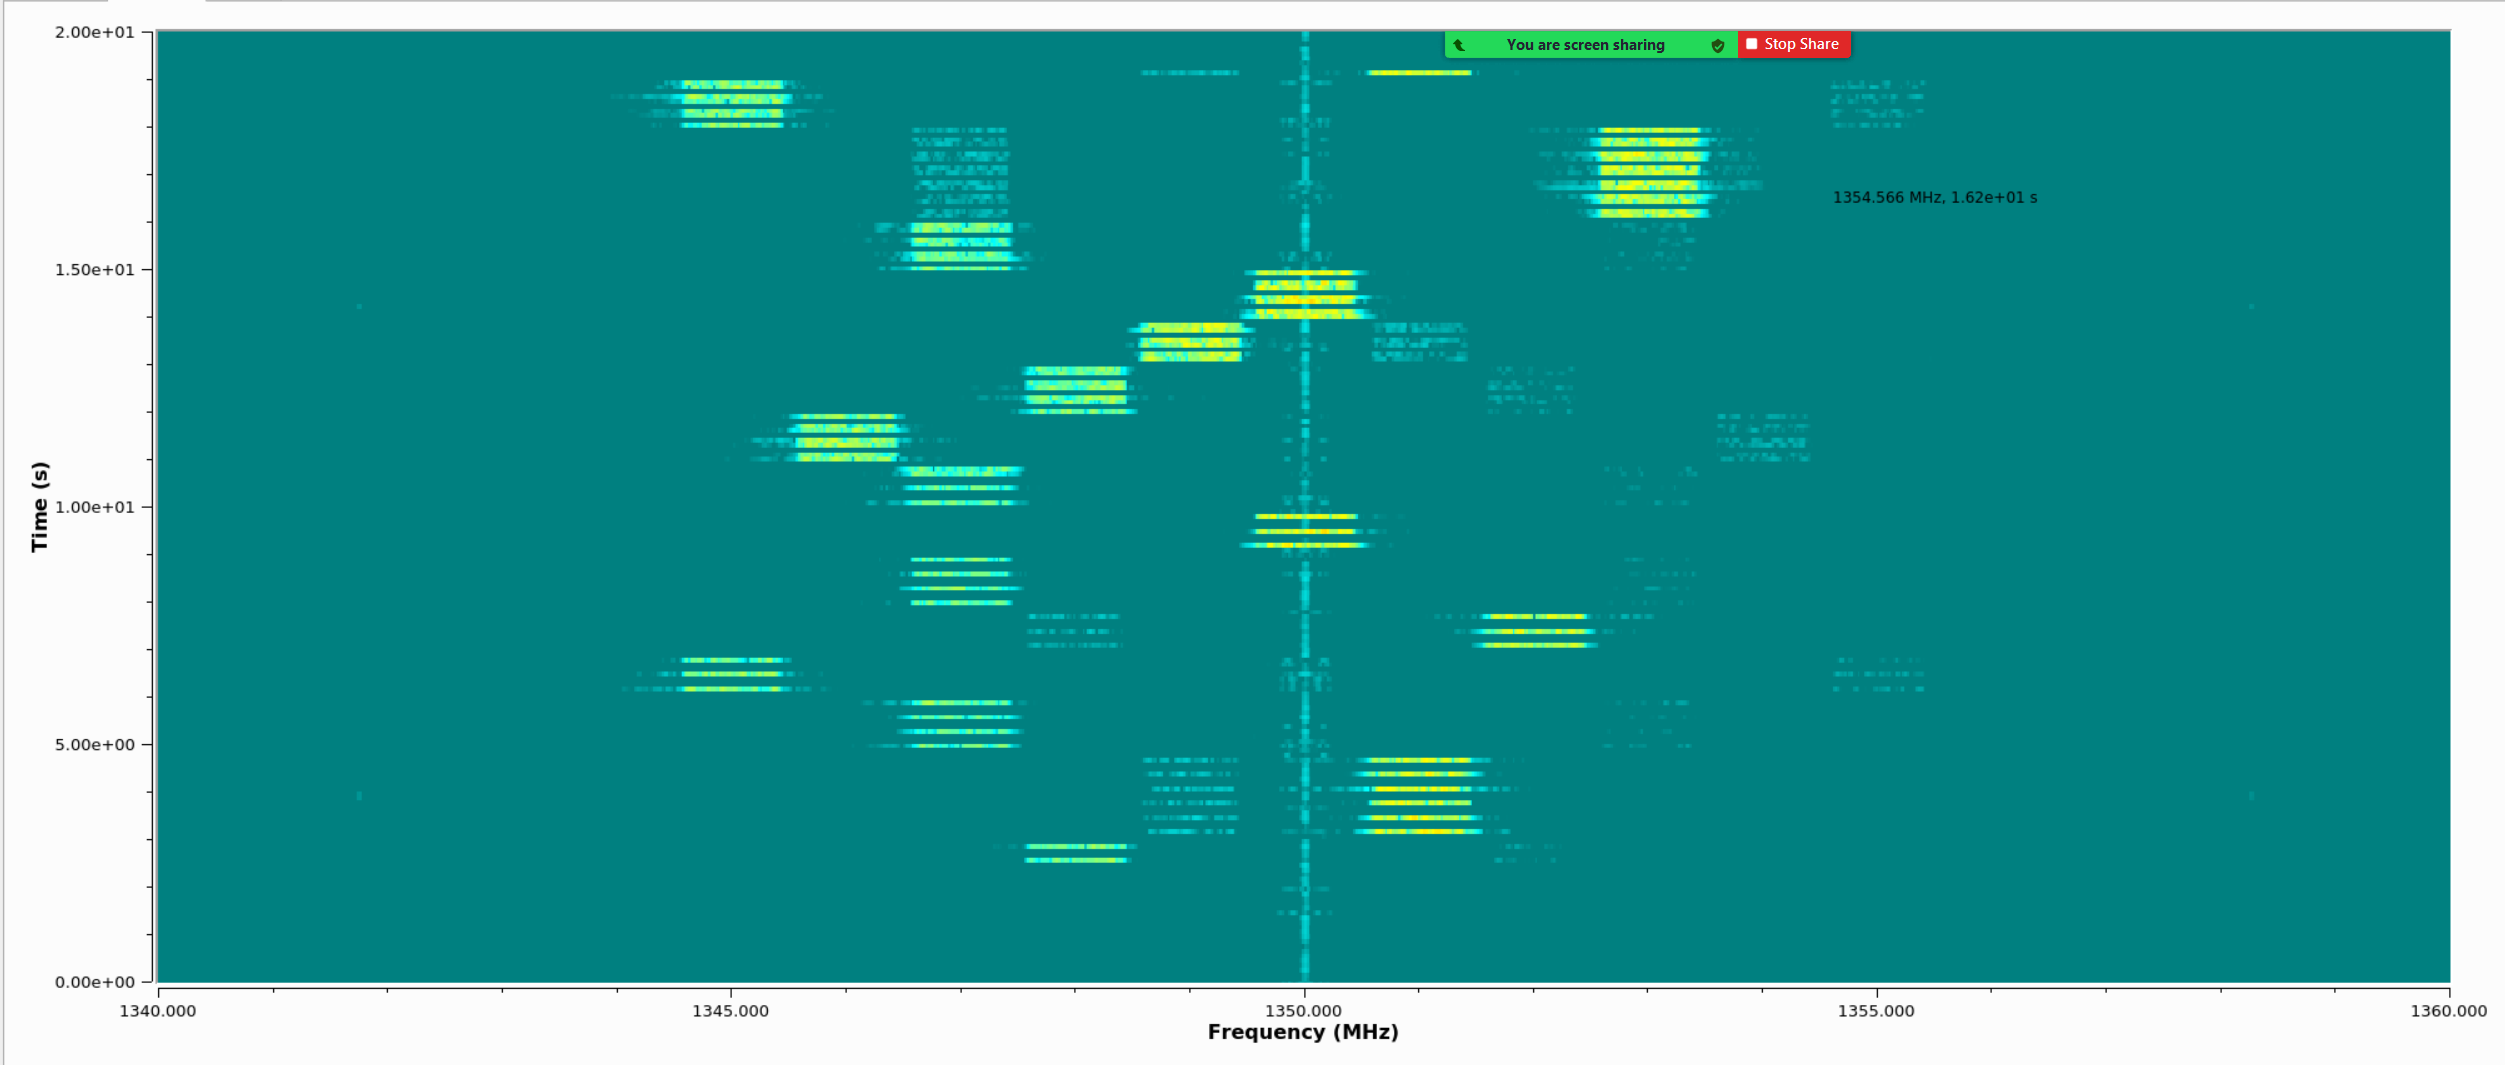 2.00e+01
You are screen sharing
Stop Share
1354.566 MHz, 1.62e+01 s
1.50e+01
Time (s)
1.00e+01
5.00e+00
0.00e+00
1340.000 1345.000 1350.000 1355.000 1360.000
Frequency (MHz)